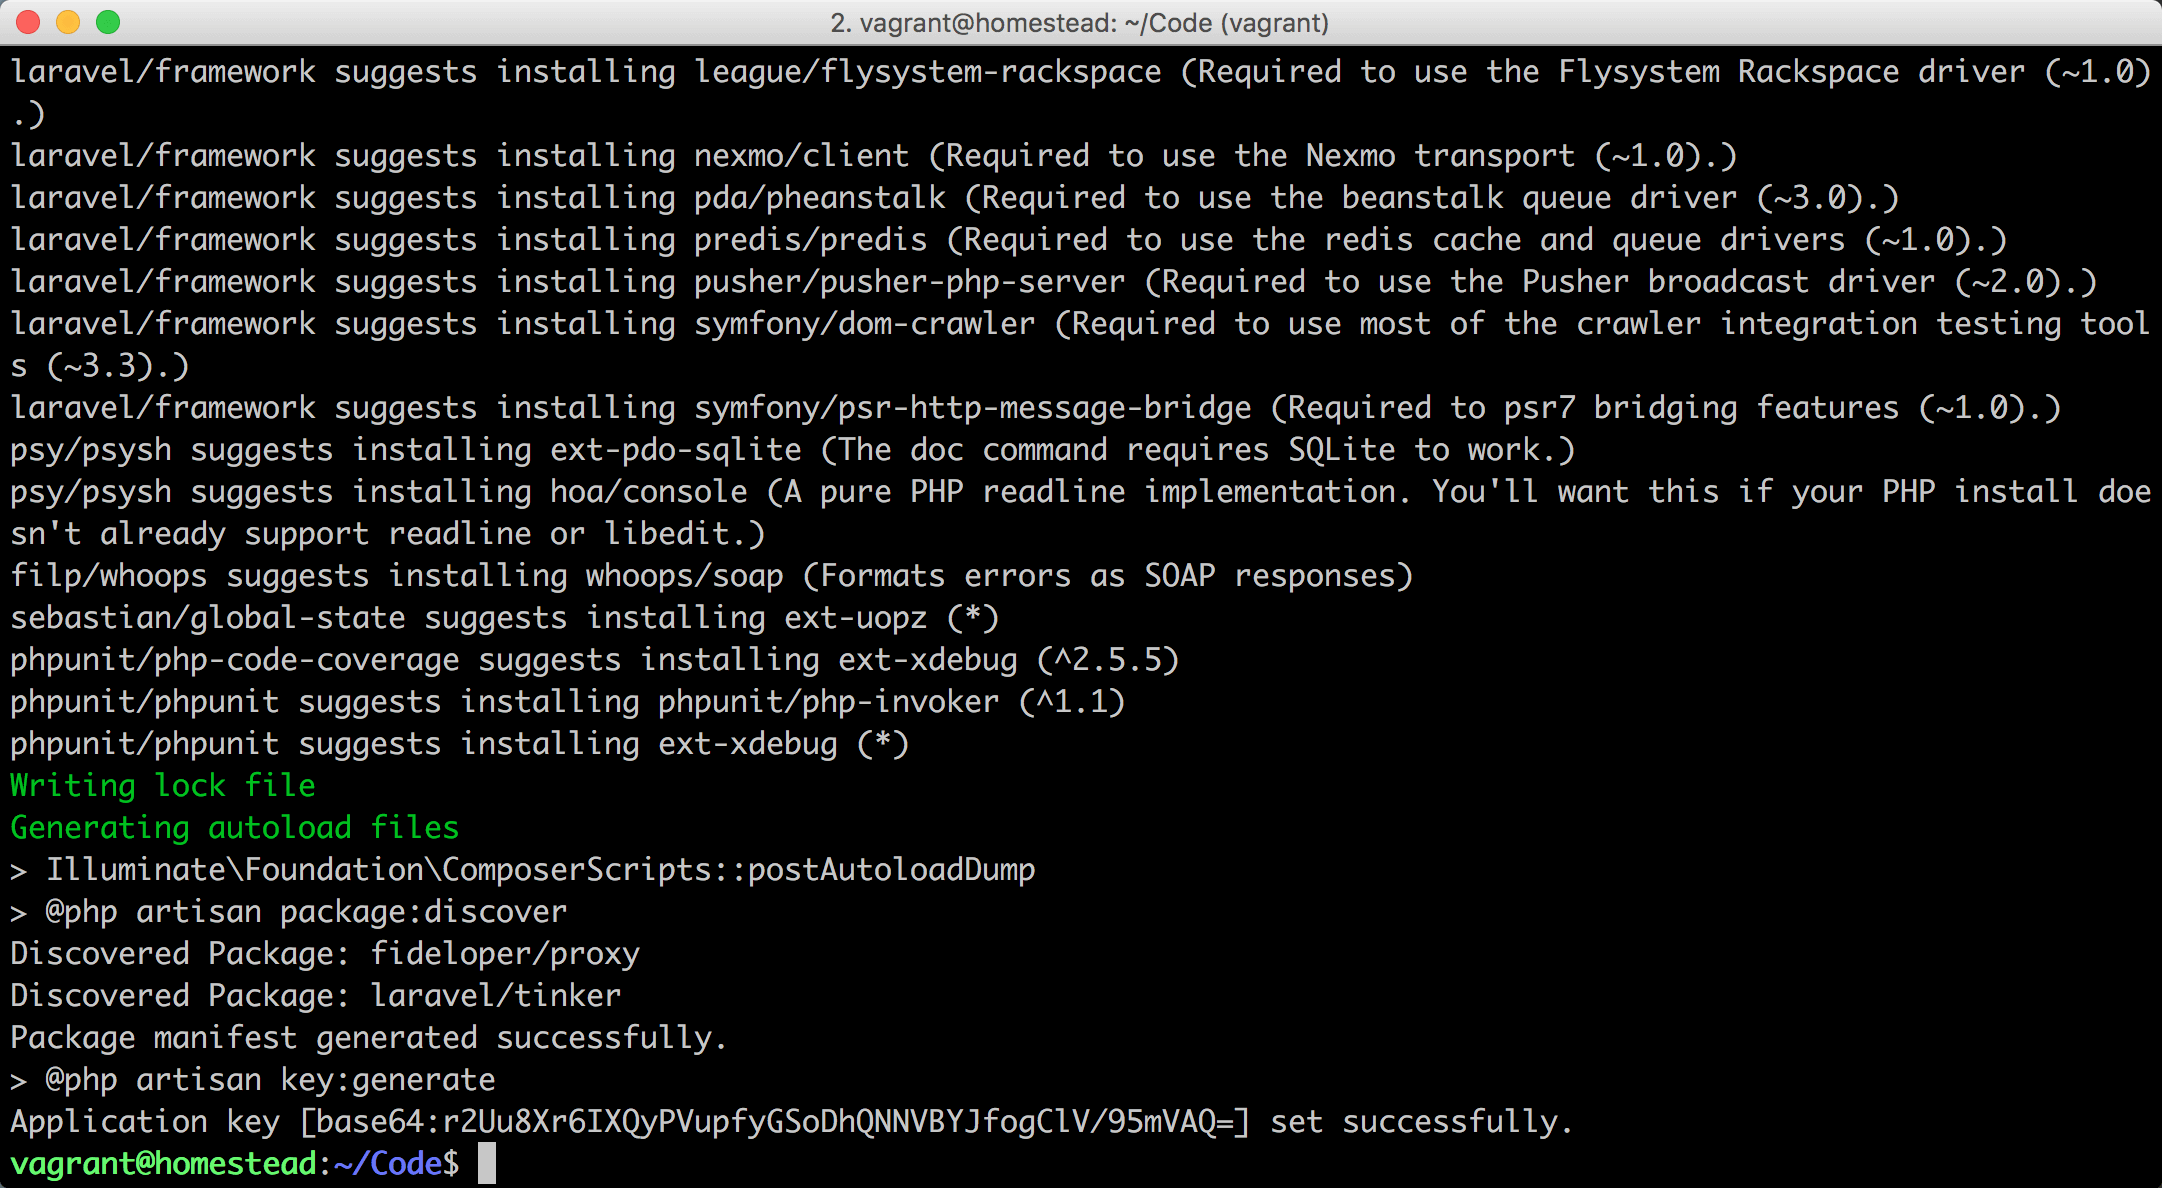 2. vagrant@homestead: ~/Code (vagrant)
laravel/framework suggests installing league/flysystem-rackspace (Required to use the Flysystem Rackspace driver (~1.0)
.)
laravel/framework suggests installing nexmo/client (Required to use the Nexmo transport (~1.0).)
laravel/framework suggests installing pda/pheanstalk (Required to use the beanstalk queue driver (~3.0).)
laravel/framework suggests installing predis/predis (Required to use the redis cache and queue drivers (~1.0).)
laravel/framework suggests installing pusher/pusher-php-server (Required to use the Pusher broadcast driver (~2.0).)
laravel/framework suggests installing symfony/dom-crawler (Required to use most of the crawler integration testing tool
s (~3.3).)
laravel/framework suggests installing symfony/psr-http-message-bridge (Required to psr7 bridging features (~1.0).)
psy/psysh suggests installing ext-pdo-sqlite (The doc command requires SQLite to work.)
psy/psysh suggests installing hoa/console (A pure PHP readline implementation. You'll want this if your PHP install doe
sn't already support readline or libedit.)
filp/whoops suggests installing whoops/soap (Formats errors as SOAP responses)
sebastian/global-state suggests installing ext-uopz (*)
phpunit/php-code-coverage suggests installing ext-xdebug (^2.5.5)
phpunit/phpunit suggests installing phpunit/php-invoker (^1.1)
phpunit/phpunit suggests installing ext-xdebug (*)
Writing lock file
Generating autoload files
> Illuminate\Foundation\ComposerScripts::postAutoloadDump
> @php artisan package:discover
Discovered Package: fideloper/proxy
Discovered Package: laravel/tinker
Package manifest generated successfully.
> @php artisan key:generate
Application key [base64:r2Uu8Xr6IXQyPVupfyGSoDhQNNVBYJfogClV/95mVAQ=] set successfully.
vagrant@homestead:~/Code$